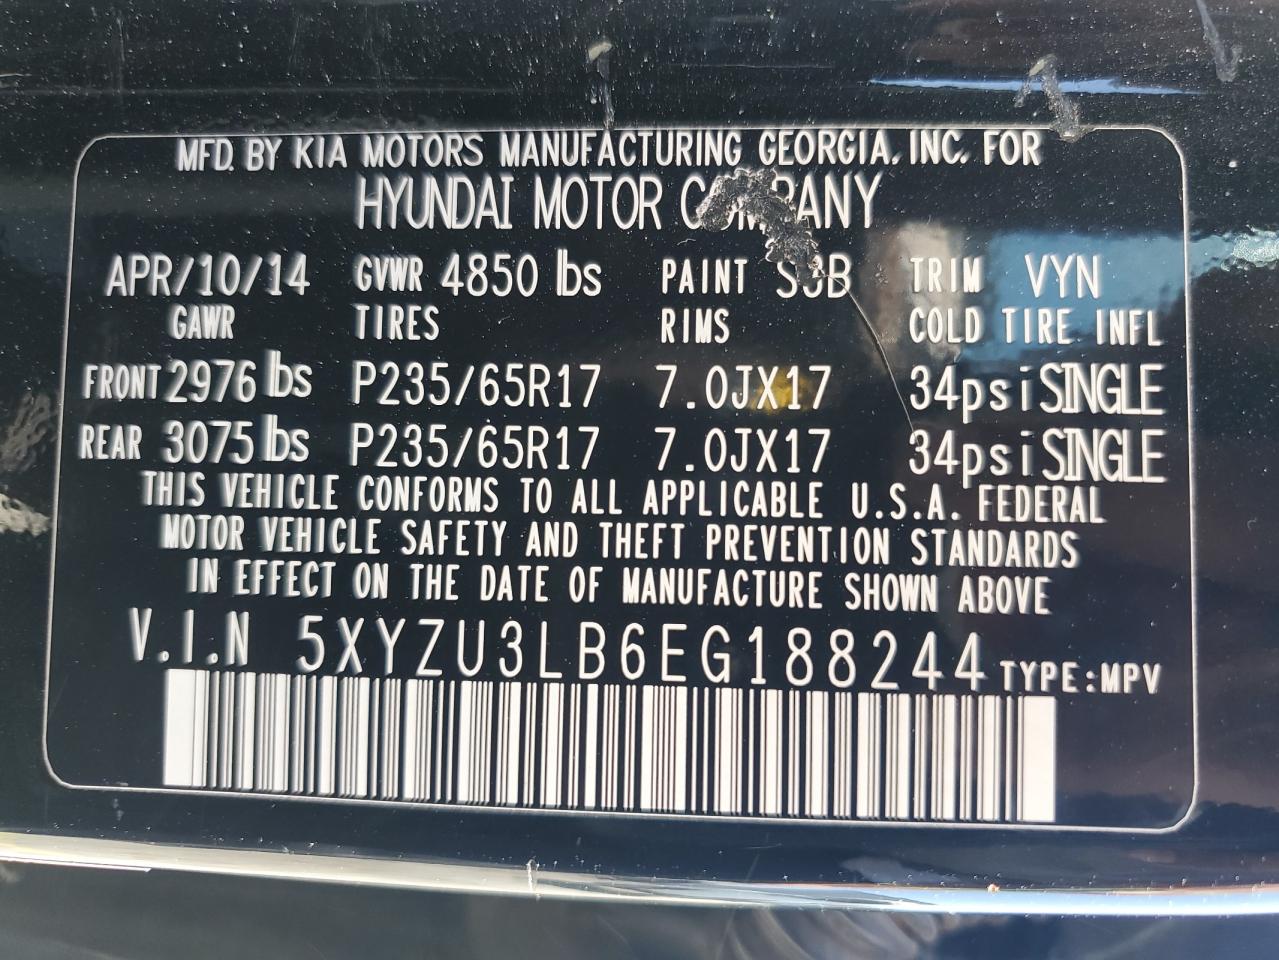 MFD. BY KIA MOTORS MANUFACTURING GEORGIA, INC. FOR
HYUNDAI MOTOR COMPANY
APR/10/14 GVWR 4850 lbs PAINT TRIM VYN
GAWR TIRES RIMS COLD TIRE INFL
FRONT 2976 lbs P235/65R17 7.0JX17 34psi SINGLE
REAR 3075 lbs P235/65R17 7.0JX17 34psi SINGLE
THIS VEHICLE CONFORMS TO ALL APPLICABLE U.S.A. FEDERAL
MOTOR VEHICLE SAFETY AND THEFT PREVENTION STANDARDS
IN EFFECT ON THE DATE OF MANUFACTURE SHOWN ABOVE
V.I.N 5XYZU3LB6EG188244 TYPE:MPV